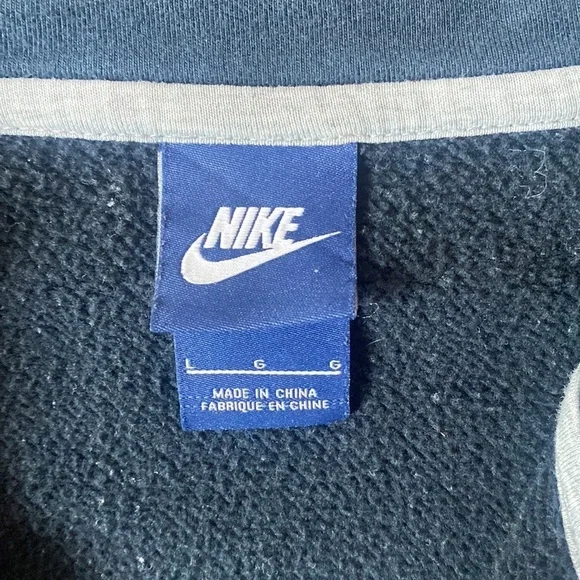 NIKE
L G G
MADE IN CHINA
FABRIQUE EN CHINE